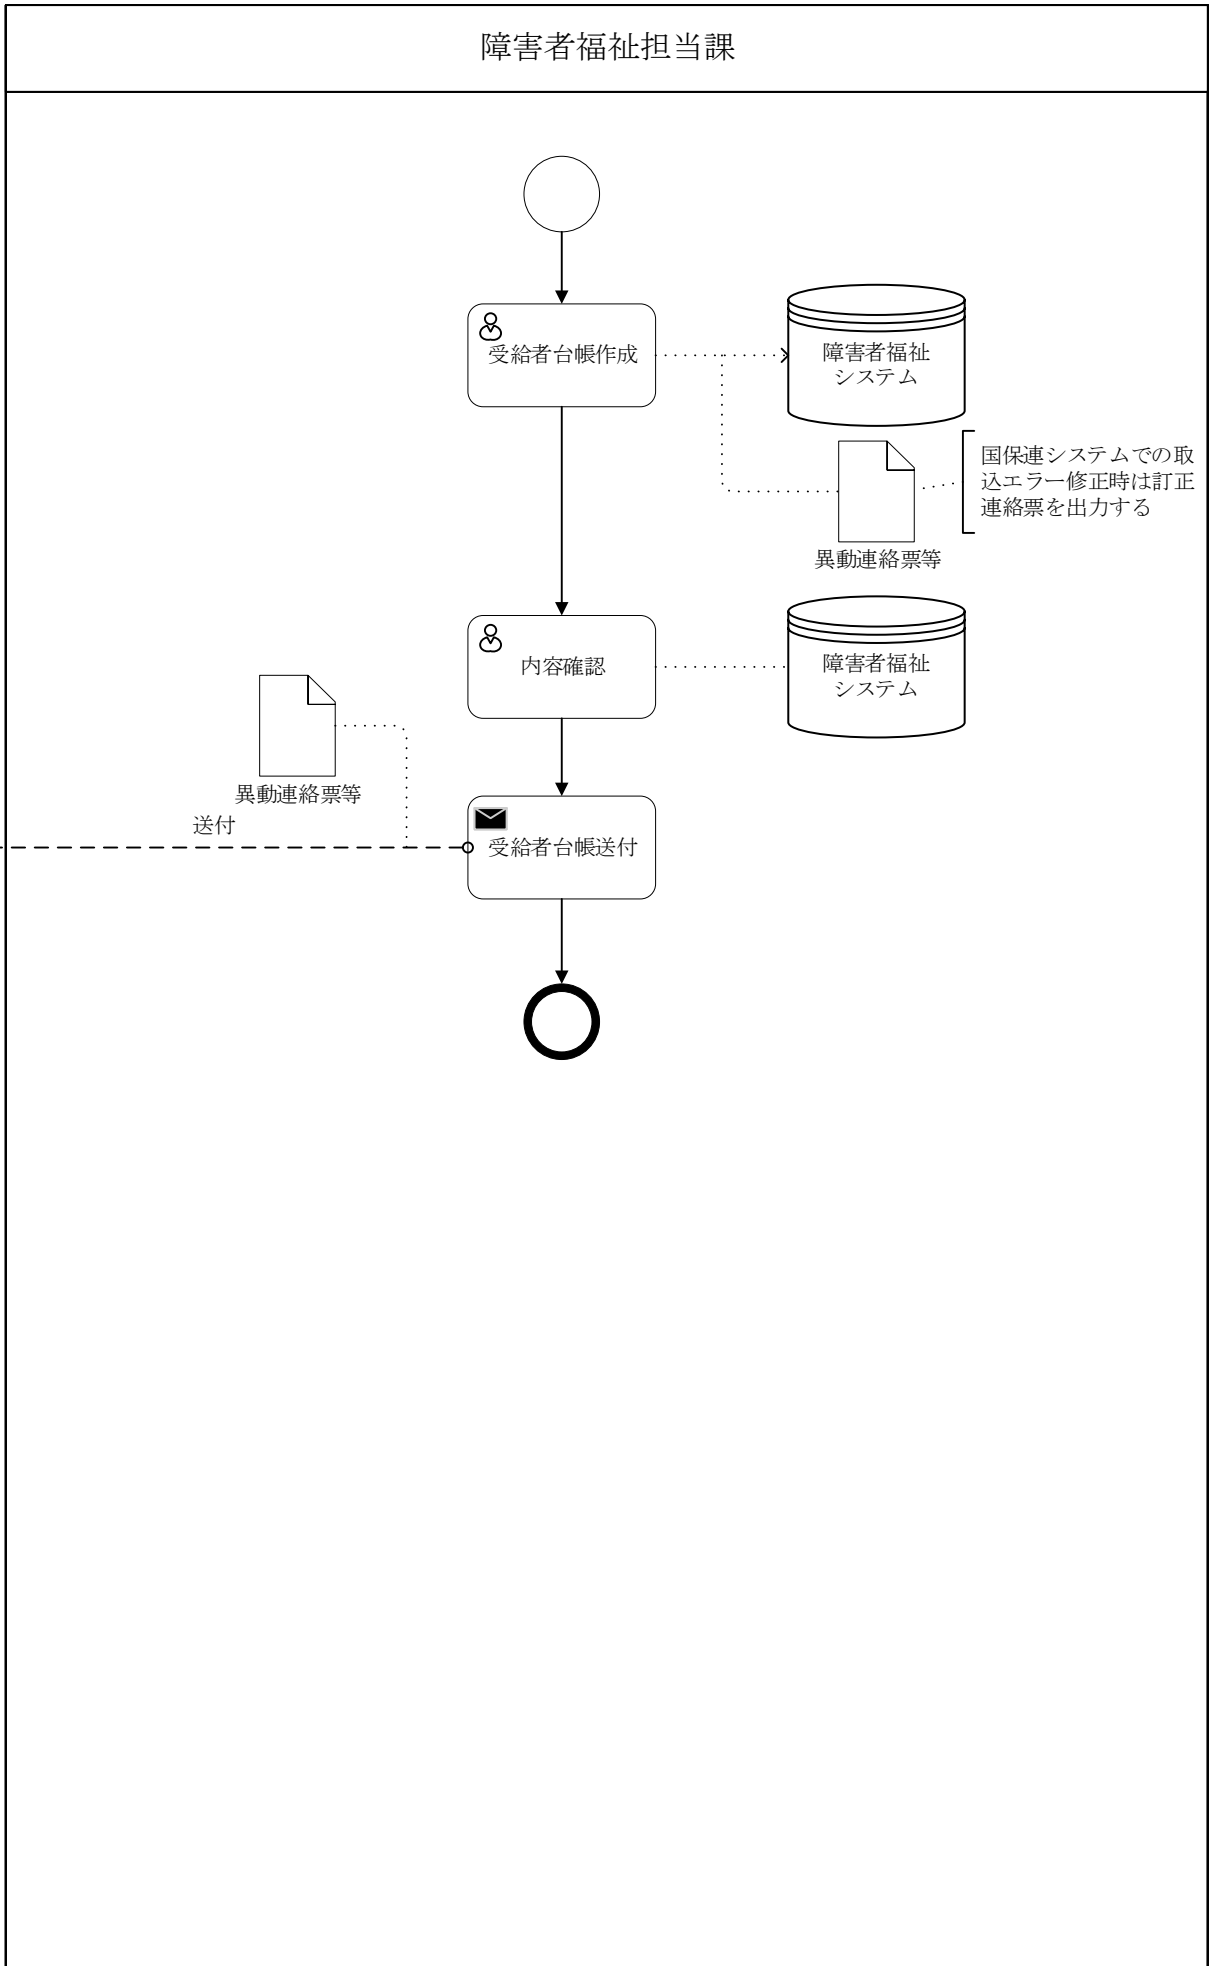 障害者福祉担当課
受給者台帳作成
障害者福祉
システム
国保連システムでの取
込エラー修正時は訂正
連絡票を出力する
異動連絡票等
内容確認
障害者福祉
システム
異動連絡票等
送付
受給者台帳送付